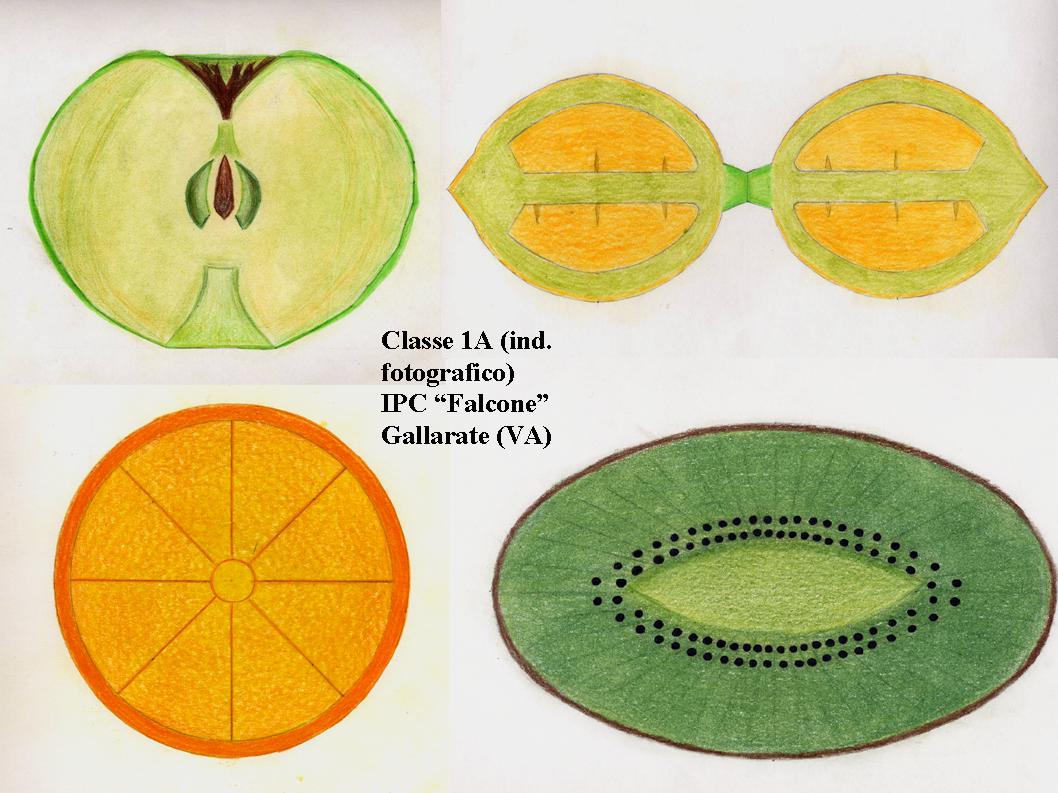 Classe 1A (ind.
fotografico)
IPC “Falcone”
Gallarate (VA)